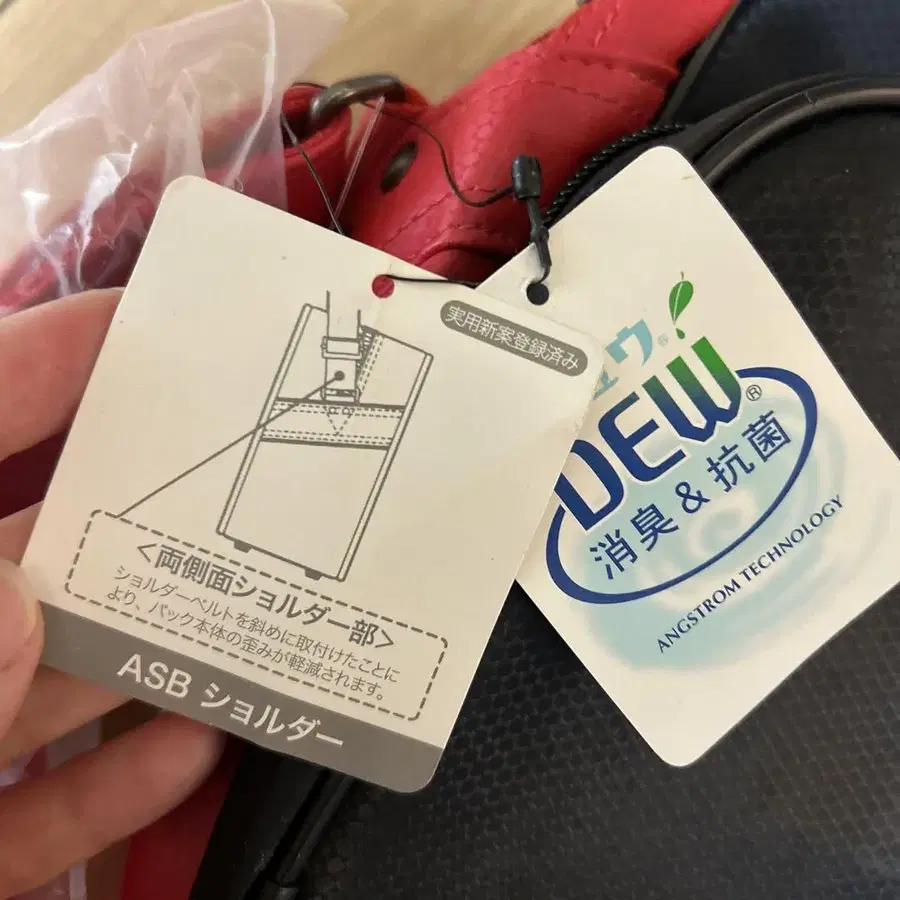 実用新案登録済み
<両側面ショルダー部>
ショルダーベルトを斜めに取付けたことに
より、バック本体の歪みが軽減されます。
ASB ショルダー
ュウ®
DEW®
消臭&抗菌
ANGSTROM TECHNOLOGY